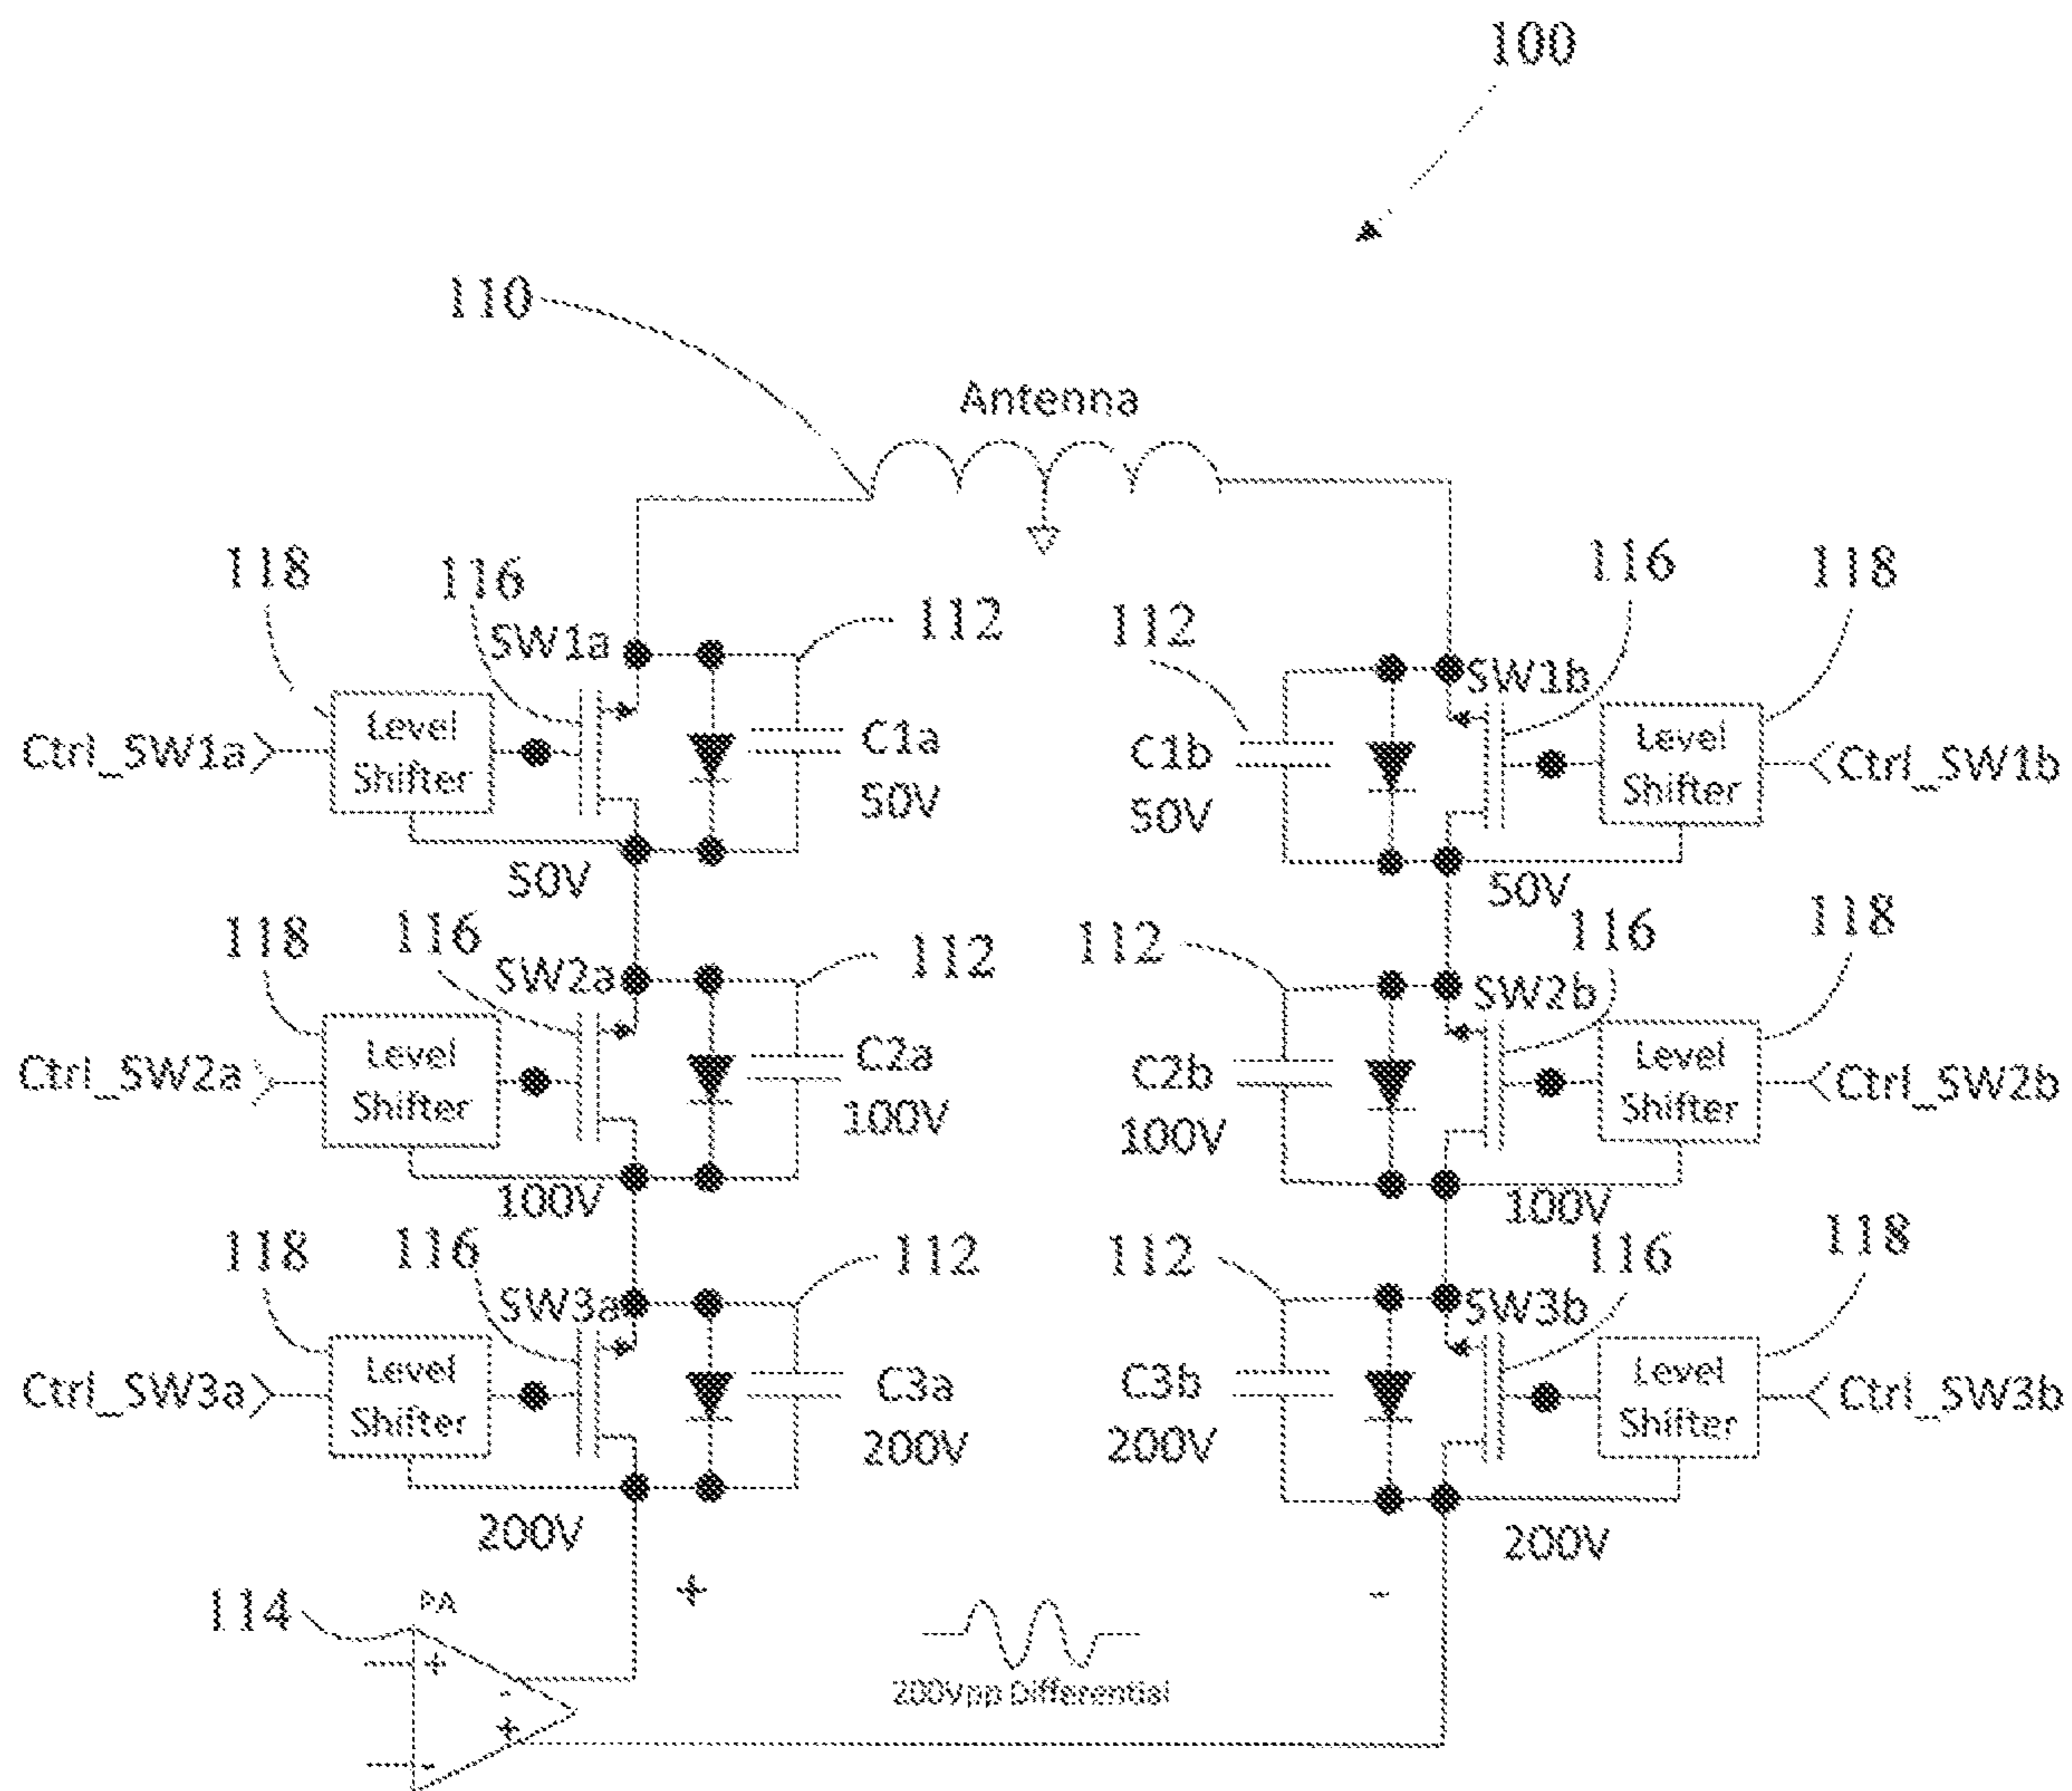 100
110
Antenna
118
116
SW1a
112
112
SW1b
116
118
Ctrl_SW1a
Level
Shifter
C1a
50V
C1b
50V
Level
Shifter
Ctrl_SW1b
50V
50V
118
116
SW2a
112
112
SW2b
116
118
Ctrl_SW2a
Level
Shifter
C2a
100V
C2b
100V
Level
Shifter
Ctrl_SW2b
100V
100V
118
116
SW3a
112
112
SW3b
116
118
Ctrl_SW3a
Level
Shifter
C3a
200V
C3b
200V
Level
Shifter
Ctrl_SW3b
200V
200V
114
PA
+
-
+
-
+
-
200Vpp Differential